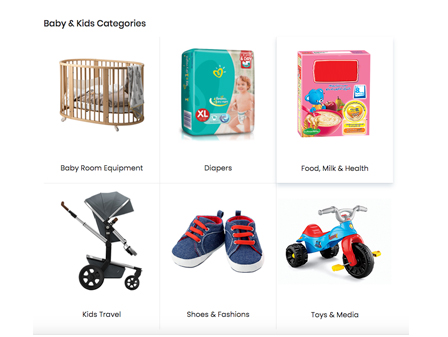 Baby & Kids Categories
XL
Baby Room Equipment
Diapers
Food, Milk & Health
Kids Travel
Shoes & Fashions
Toys & Media